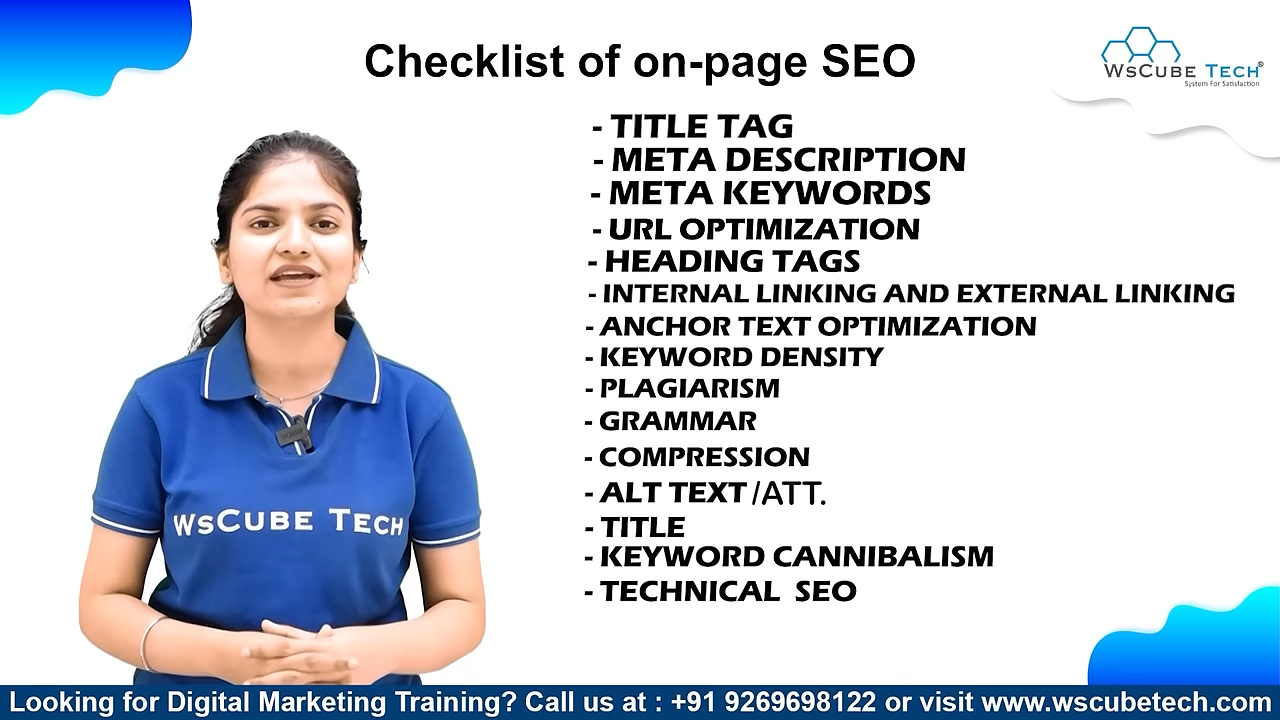 Checklist of on-page SEO
WSCUBE TECH®
System For Satisfaction
- TITLE TAG
- META DESCRIPTION
- META KEYWORDS
- URL OPTIMIZATION
- HEADING TAGS
- INTERNAL LINKING AND EXTERNAL LINKING
- ANCHOR TEXT OPTIMIZATION
- KEYWORD DENSITY
- PLAGIARISM
- GRAMMAR
- COMPRESSION
- ALT TEXT /ATT.
- TITLE
- KEYWORD CANNIBALISM
- TECHNICAL SEO
WSCUBE TECH
Looking for Digital Marketing Training? Call us at : +91 9269698122 or visit www.wscubetech.com